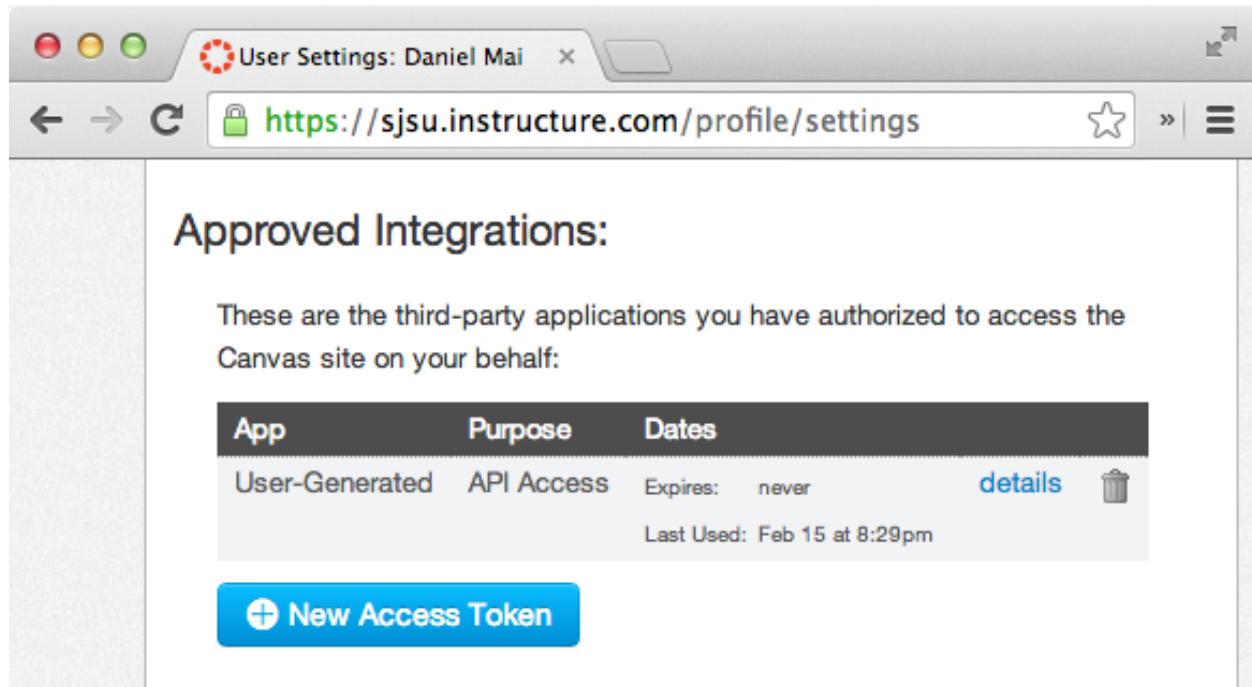 User Settings: Daniel Mai
https://sjsu.instructure.com/profile/settings
Approved Integrations:
These are the third-party applications you have authorized to access the
Canvas site on your behalf:
App Purpose Dates
User-Generated API Access Expires: never details
Last Used: Feb 15 at 8:29pm
New Access Token